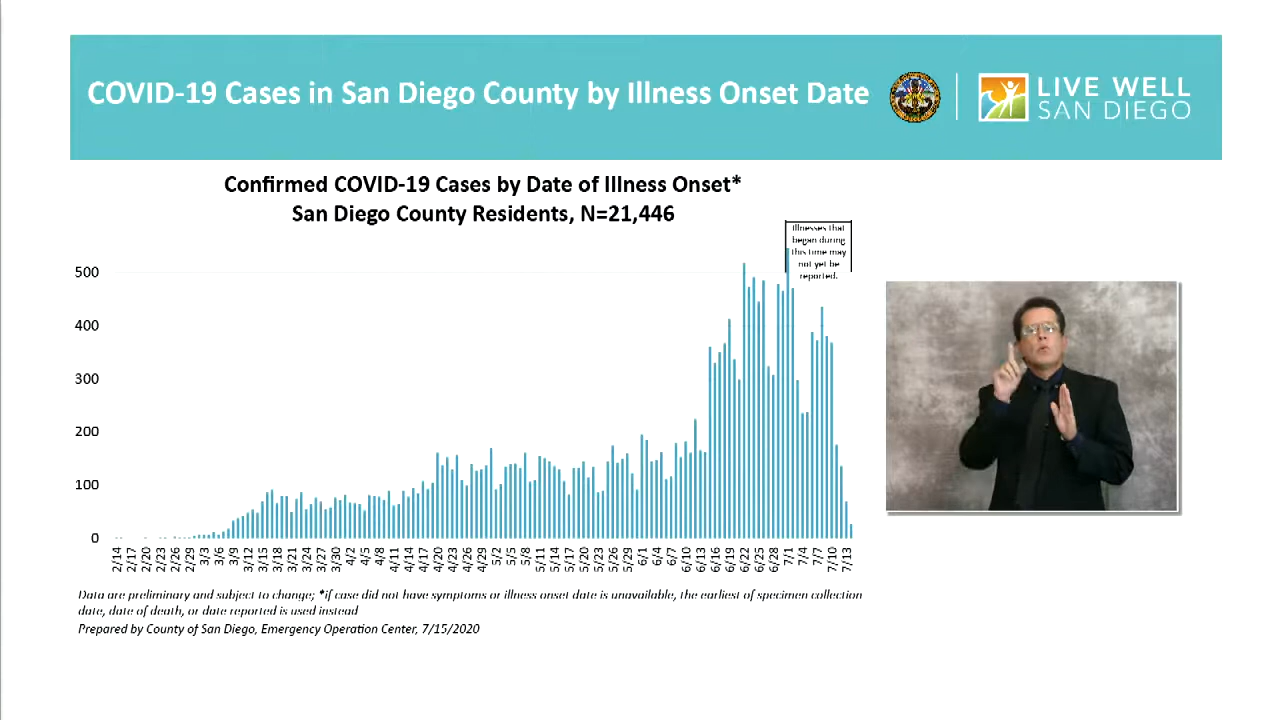 COVID-19 Cases in San Diego County by Illness Onset Date
LIVE WELL
SAN DIEGO
Confirmed COVID-19 Cases by Date of Illness Onset*
San Diego County Residents, N=21,446
Illnesses that
began during
this time may
not yet be
reported.
500
400
300
200
100
0
2/14 2/17 2/20 2/23 2/26 2/29 3/3 3/6 3/9 3/12 3/15 3/18 3/21 3/24 3/27 3/30 4/2 4/5 4/8 4/11 4/14 4/17 4/20 4/23 4/26 4/29 5/2 5/5 5/8 5/11 5/14 5/17 5/20 5/23 5/26 5/29 6/1 6/4 6/7 6/10 6/13 6/16 6/19 6/22 6/25 6/28 7/1 7/4 7/7 7/10 7/13
Data are preliminary and subject to change; *if case did not have symptoms or illness onset date is unavailable, the earliest of specimen collection
date, date of death, or date reported is used instead
Prepared by County of San Diego, Emergency Operation Center, 7/15/2020